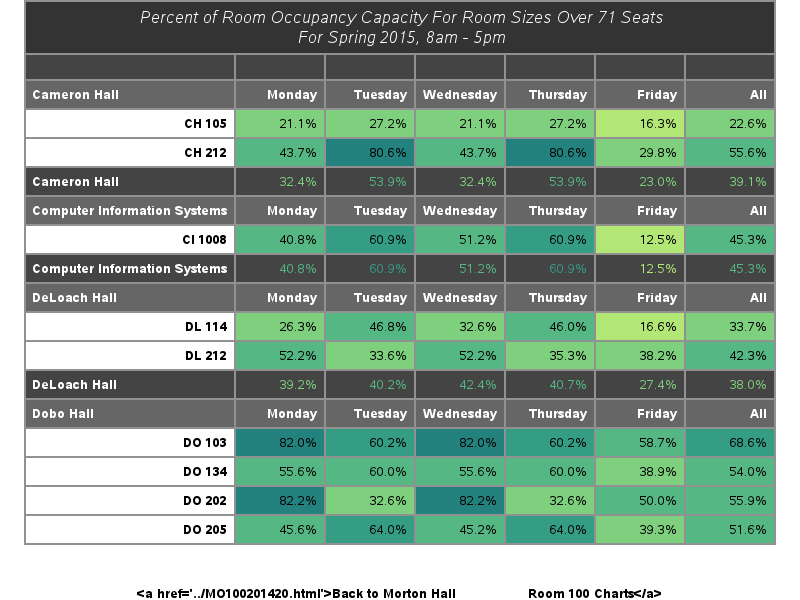 Percent of Room Occupancy Capacity For Room Sizes Over 71 Seats
For Spring 2015, 8am - 5pm
Cameron Hall Monday Tuesday Wednesday Thursday Friday All
CH 105 21.1% 27.2% 21.1% 27.2% 16.3% 22.6%
CH 212 43.7% 80.6% 43.7% 80.6% 29.8% 55.6%
Cameron Hall 32.4% 53.9% 32.4% 53.9% 23.0% 39.1%
Computer Information Systems Monday Tuesday Wednesday Thursday Friday All
CI 1008 40.8% 60.9% 51.2% 60.9% 12.5% 45.3%
Computer Information Systems 40.8% 60.9% 51.2% 60.9% 12.5% 45.3%
DeLoach Hall Monday Tuesday Wednesday Thursday Friday All
DL 114 26.3% 46.8% 32.6% 46.0% 16.6% 33.7%
DL 212 52.2% 33.6% 52.2% 35.3% 38.2% 42.3%
DeLoach Hall 39.2% 40.2% 42.4% 40.7% 27.4% 38.0%
Dobo Hall Monday Tuesday Wednesday Thursday Friday All
DO 103 82.0% 60.2% 82.0% 60.2% 58.7% 68.6%
DO 134 55.6% 60.0% 55.6% 60.0% 38.9% 54.0%
DO 202 82.2% 32.6% 82.2% 32.6% 50.0% 55.9%
DO 205 45.6% 64.0% 45.2% 64.0% 39.3% 51.6%
<a href='../MO100201420.html'>Back to Morton Hall Room 100 Charts</a>